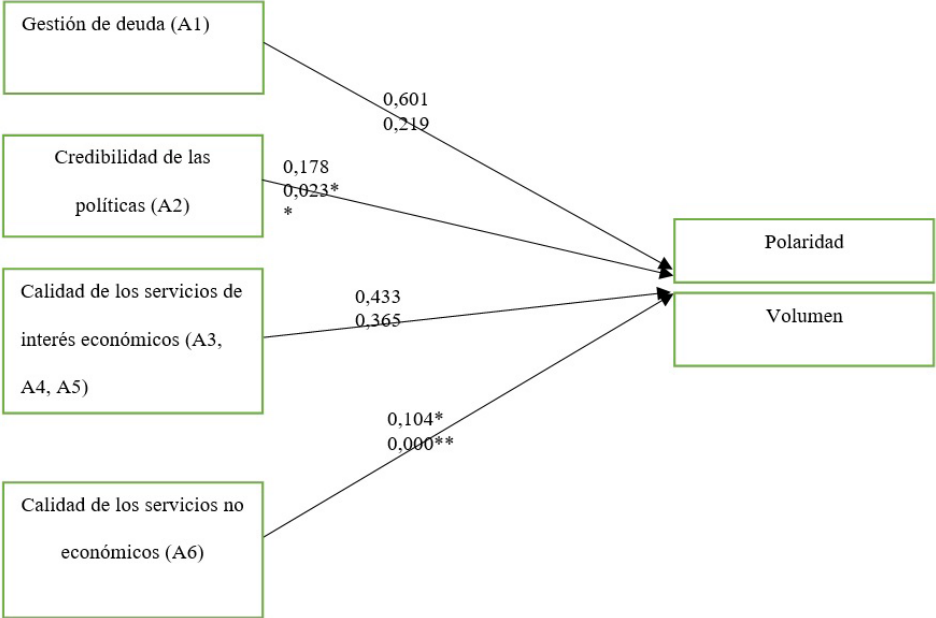 Gestión de deuda (A1)
0,601
0,219
Credibilidad de las
políticas (A2)
0,178
0,023*
*
Polaridad
Volumen
Calidad de los servicios de
interés económicos (A3,
A4, A5)
0,433
0,365
0,104*
0,000**
Calidad de los servicios no
económicos (A6)